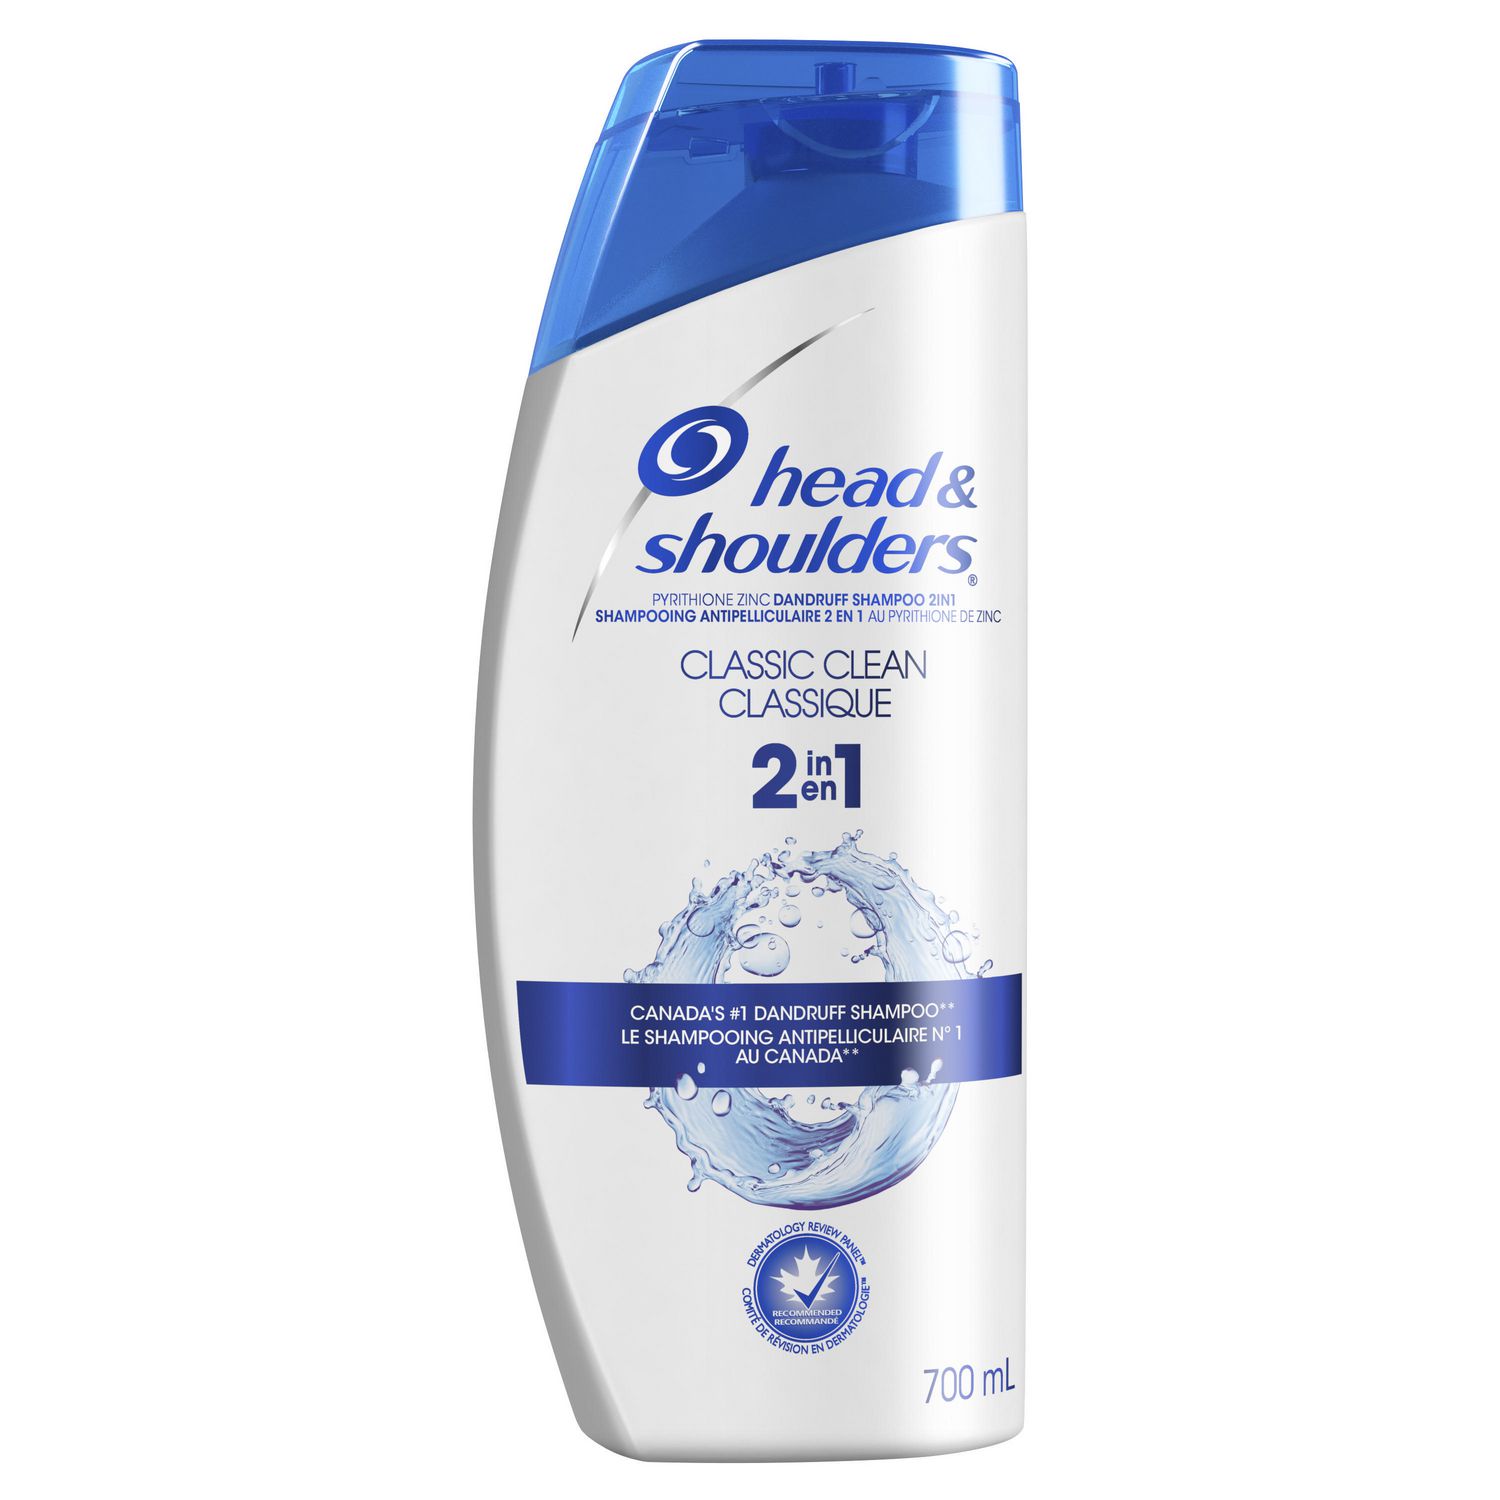 head &
shoulders®
PYRITHIONE ZINC DANDRUFF SHAMPOO 2IN1
SHAMPOOING ANTIPELLICULAIRE 2 EN 1 AU PYRITHIONE DE ZINC
CLASSIC CLEAN
CLASSIQUE
2 in en 1
CANADA'S #1 DANDRUFF SHAMPOO**
LE SHAMPOOING ANTIPELLICULAIRE N° 1
AU CANADA**
DERMATOLOGY REVIEW PANEL™
RECOMMENDED
RECOMMANDÉ
COMITÉ DE RÉVISION EN DERMATOLOGIE™
700 mL